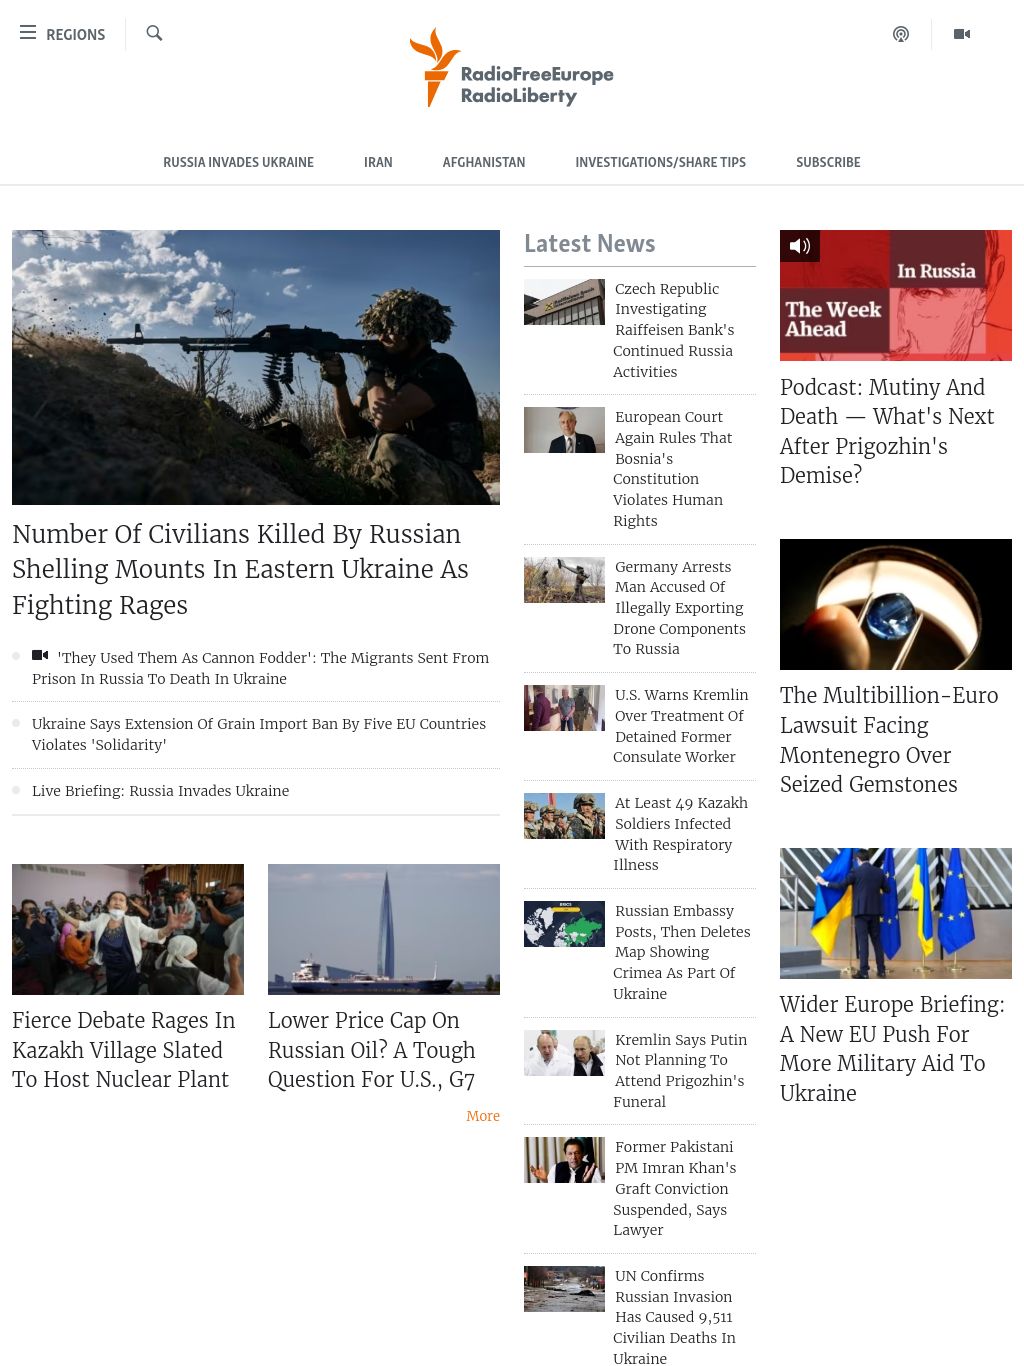 REGIONS
RadioFreeEurope
RadioLiberty
RUSSIA INVADES UKRAINE
IRAN
AFGHANISTAN
INVESTIGATIONS/SHARE TIPS
SUBSCRIBE
Number Of Civilians Killed By Russian
Shelling Mounts In Eastern Ukraine As
Fighting Rages
'They Used Them As Cannon Fodder': The Migrants Sent From
Prison In Russia To Death In Ukraine
Ukraine Says Extension Of Grain Import Ban By Five EU Countries
Violates 'Solidarity'
Live Briefing: Russia Invades Ukraine
Fierce Debate Rages In
Kazakh Village Slated
To Host Nuclear Plant
Lower Price Cap On
Russian Oil? A Tough
Question For U.S., G7
More
Latest News
Czech Republic
Investigating
Raiffeisen Bank's
Continued Russia
Activities
European Court
Again Rules That
Bosnia's
Constitution
Violates Human
Rights
Germany Arrests
Man Accused Of
Illegally Exporting
Drone Components
To Russia
U.S. Warns Kremlin
Over Treatment Of
Detained Former
Consulate Worker
At Least 49 Kazakh
Soldiers Infected
With Respiratory
Illness
Russian Embassy
Posts, Then Deletes
Map Showing
Crimea As Part Of
Ukraine
Kremlin Says Putin
Not Planning To
Attend Prigozhin's
Funeral
Former Pakistani
PM Imran Khan's
Graft Conviction
Suspended, Says
Lawyer
UN Confirms
Russian Invasion
Has Caused 9,511
Civilian Deaths In
Ukraine
In Russia
The Week
Ahead
Podcast: Mutiny And
Death — What's Next
After Prigozhin's
Demise?
The Multibillion-Euro
Lawsuit Facing
Montenegro Over
Seized Gemstones
Wider Europe Briefing:
A New EU Push For
More Military Aid To
Ukraine